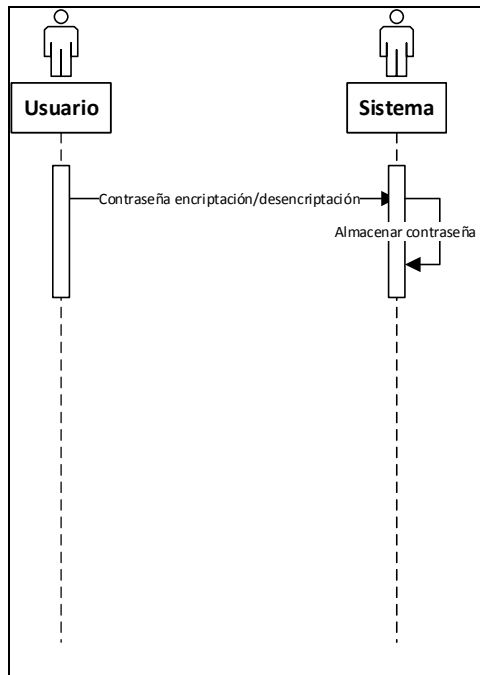 Usuario
Sistema
Contraseña encriptación/desencriptación
Almacenar contraseña